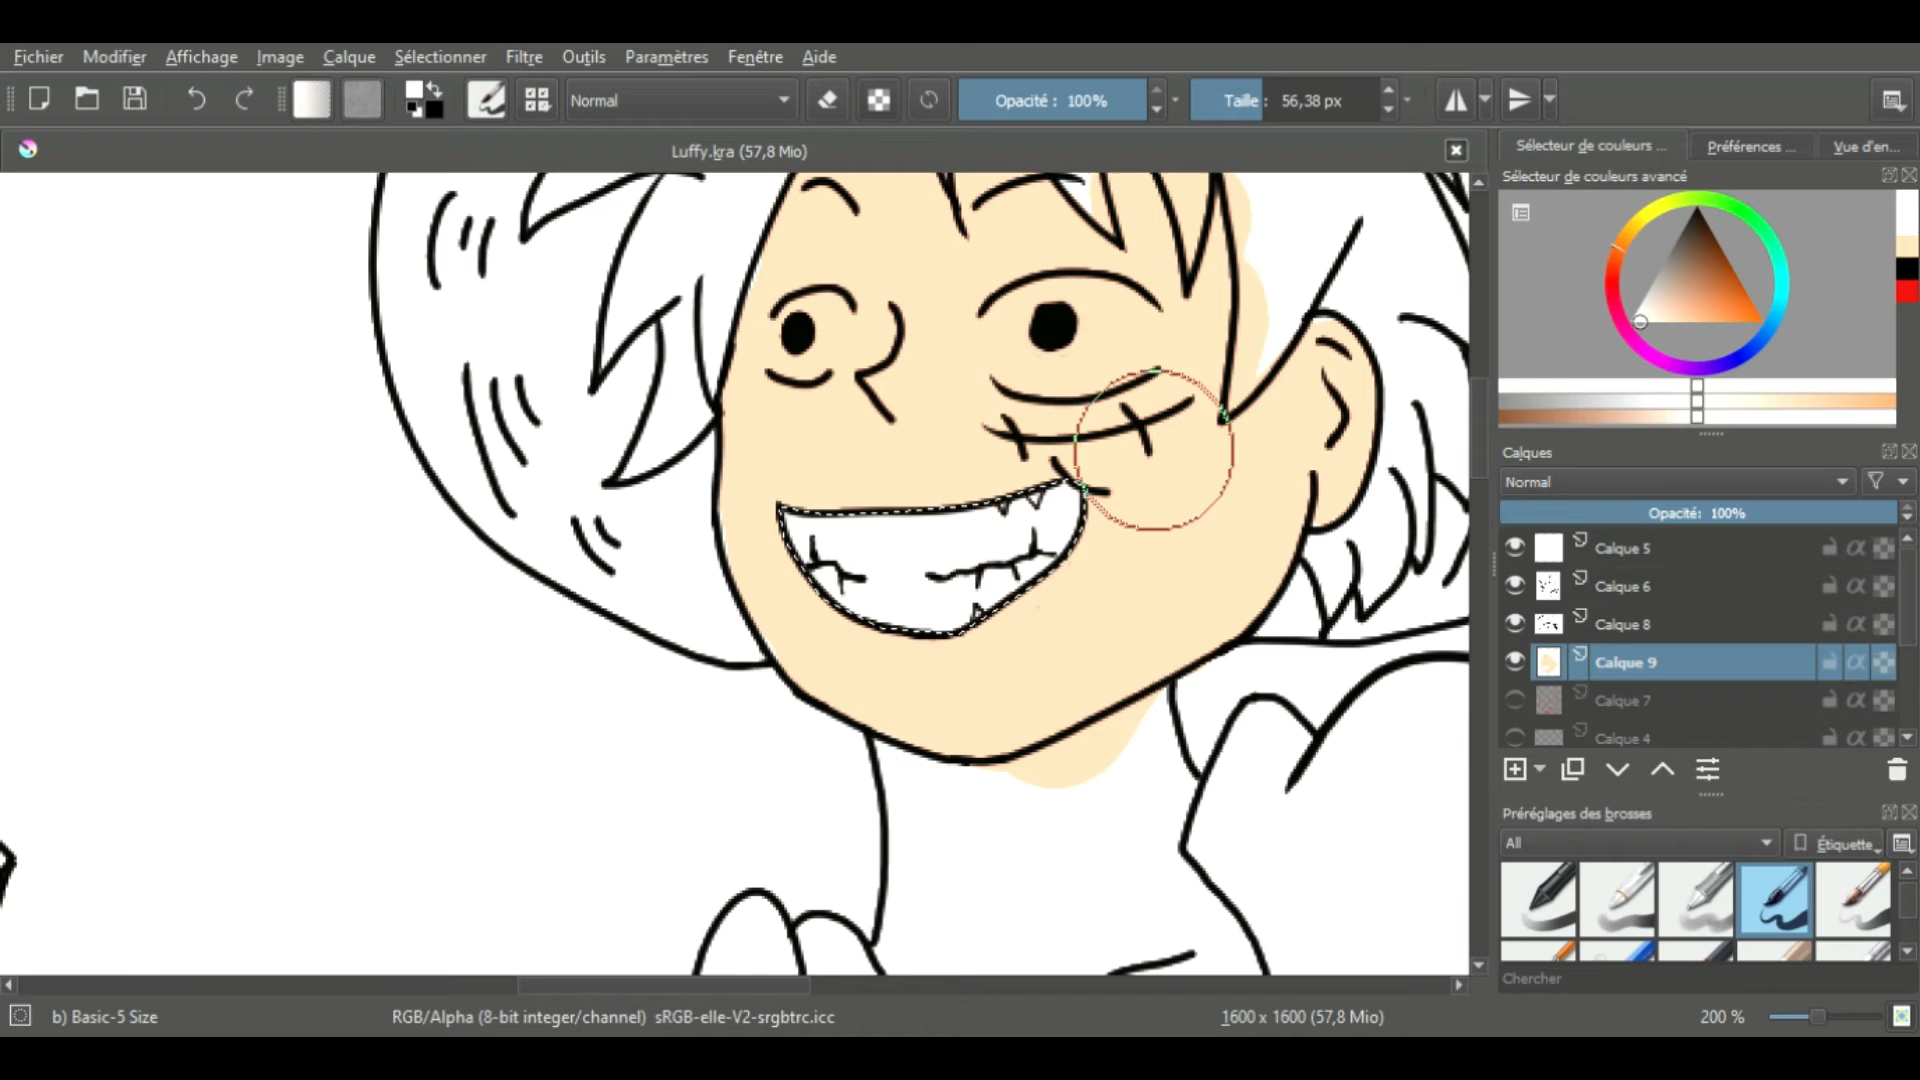 Fichier Modifier Affichage Image Calque Sélectionner Filtre Outils Paramètres Fenêtre Aide
Normal Opacité : 100% Taille : 56,38 px
Luffy.kra (57,8 Mio)
Sélecteur de couleurs ... Préférences ... Vue d'en...
Sélecteur de couleurs avancé
Calques
Normal
Opacité: 100%
Calque 5
Calque 6
Calque 8
Calque 9
Calque 7
Calque 4
Préréglages des brosses
All Étiquette
Chercher
b) Basic-5 Size RGB/Alpha (8-bit integer/channel) sRGB-elle-V2-srgbtrc.icc 1600 x 1600 (57,8 Mio) 200 %